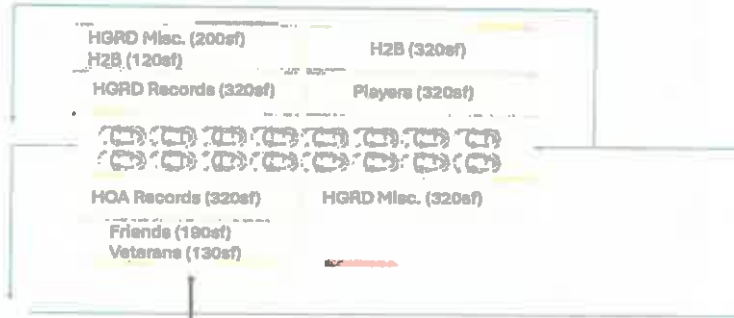 HGRD Misc. (200sf)
H2B (120sf)
H2B (320sf)
HGRD Records (320sf)
Players (320sf)
HOA Records (320sf)
HGRD Misc. (320sf)
Friends (190sf)
Veterans (130sf)